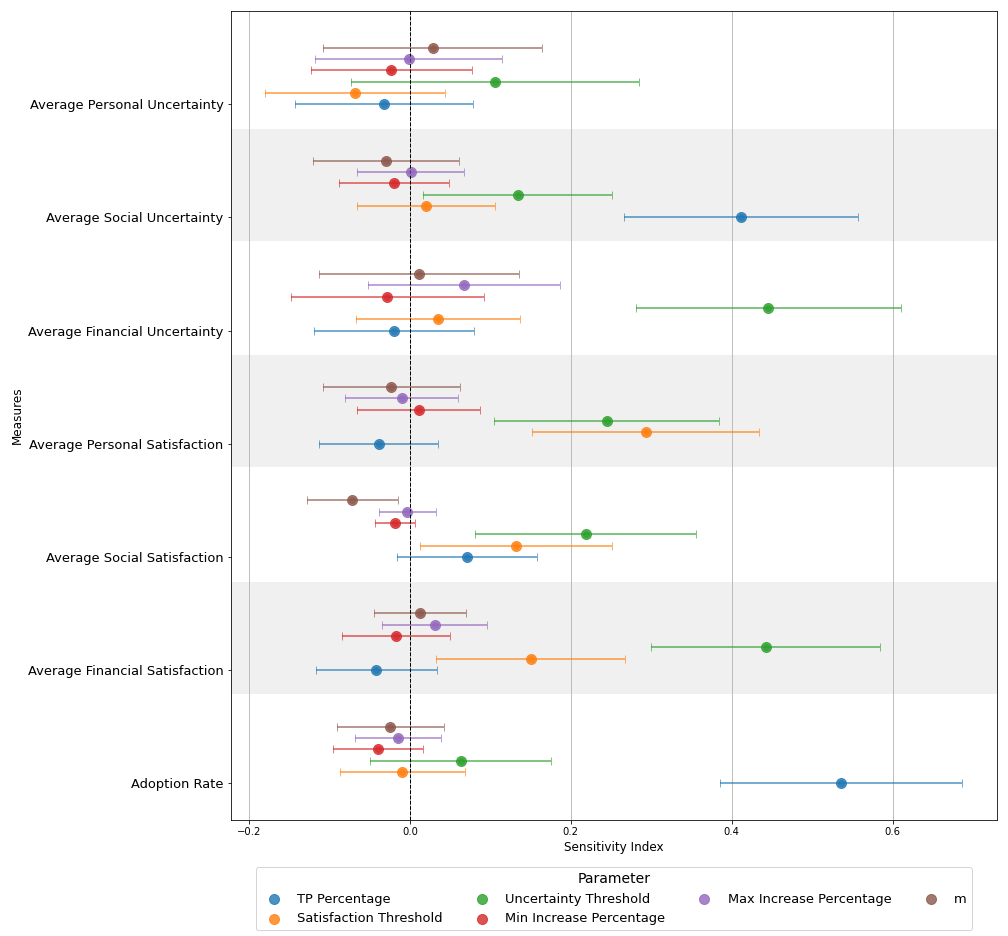 Average Personal Uncertainty
Average Social Uncertainty
Average Financial Uncertainty
Average Personal Satisfaction
Average Social Satisfaction
Average Financial Satisfaction
Adoption Rate
Measures
−0.2 0.0 0.2 0.4 0.6
Sensitivity Index
Parameter
TP Percentage Uncertainty Threshold Max Increase Percentage m
Satisfaction Threshold Min Increase Percentage